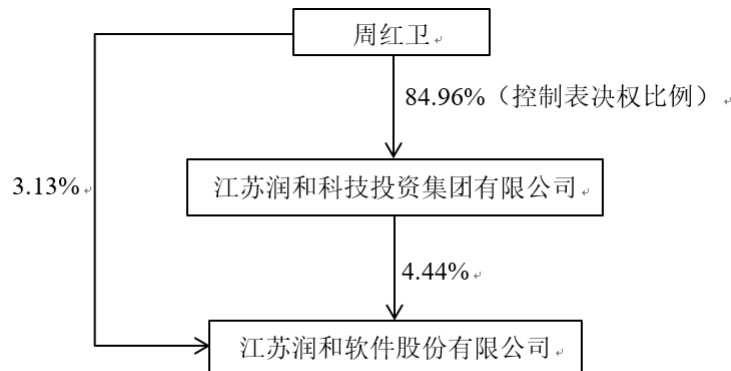 周红卫
84.96%（控制表决权比例）
3.13%
江苏润和科技投资集团有限公司
4.44%
江苏润和软件股份有限公司